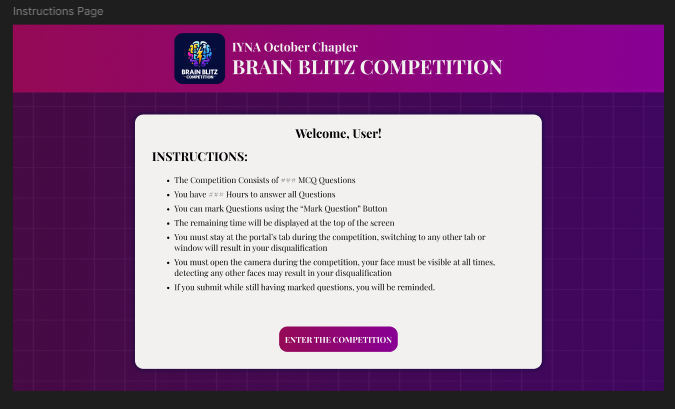 Instructions Page
IYNA October Chapter
BRAIN BLITZ COMPETITION
BRAIN BLITZ
COMPETITION
Welcome, User!
INSTRUCTIONS:
• The Competition Consists of ### MCQ Questions
• You have ### Hours to answer all Questions
• You can mark Questions using the “Mark Question” Button
• The remaining time will be displayed at the top of the screen
• You must stay at the portal’s tab during the competition, switching to any other tab or
window will result in your disqualification
• You must open the camera during the competition, your face must be visible at all times,
detecting any other faces may result in your disqualification
• If you submit while still having marked questions, you will be reminded.
ENTER THE COMPETITION